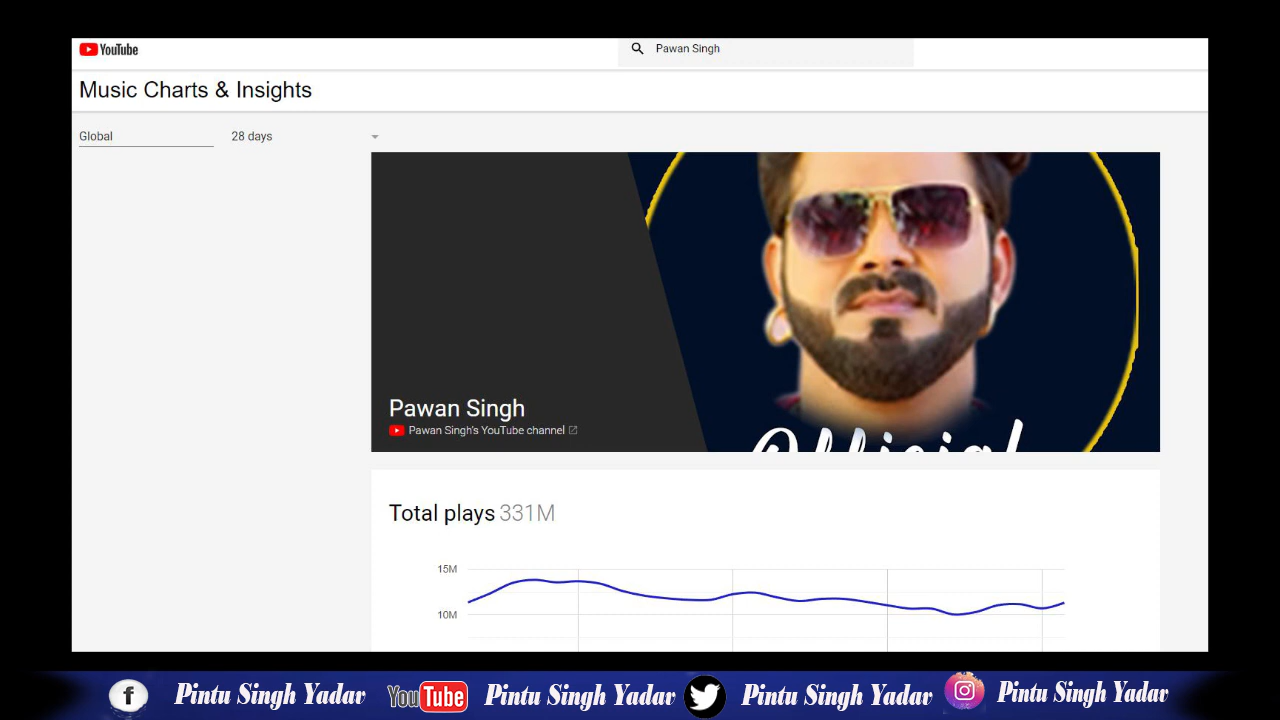 YouTube
Pawan Singh
Music Charts & Insights
Global
28 days
Pawan Singh
Pawan Singh's YouTube channel
Official
Total plays 331M
15M
10M
f Pintu Singh Yadav YouTube Pintu Singh Yadav Pintu Singh Yadav Pintu Singh Yadav